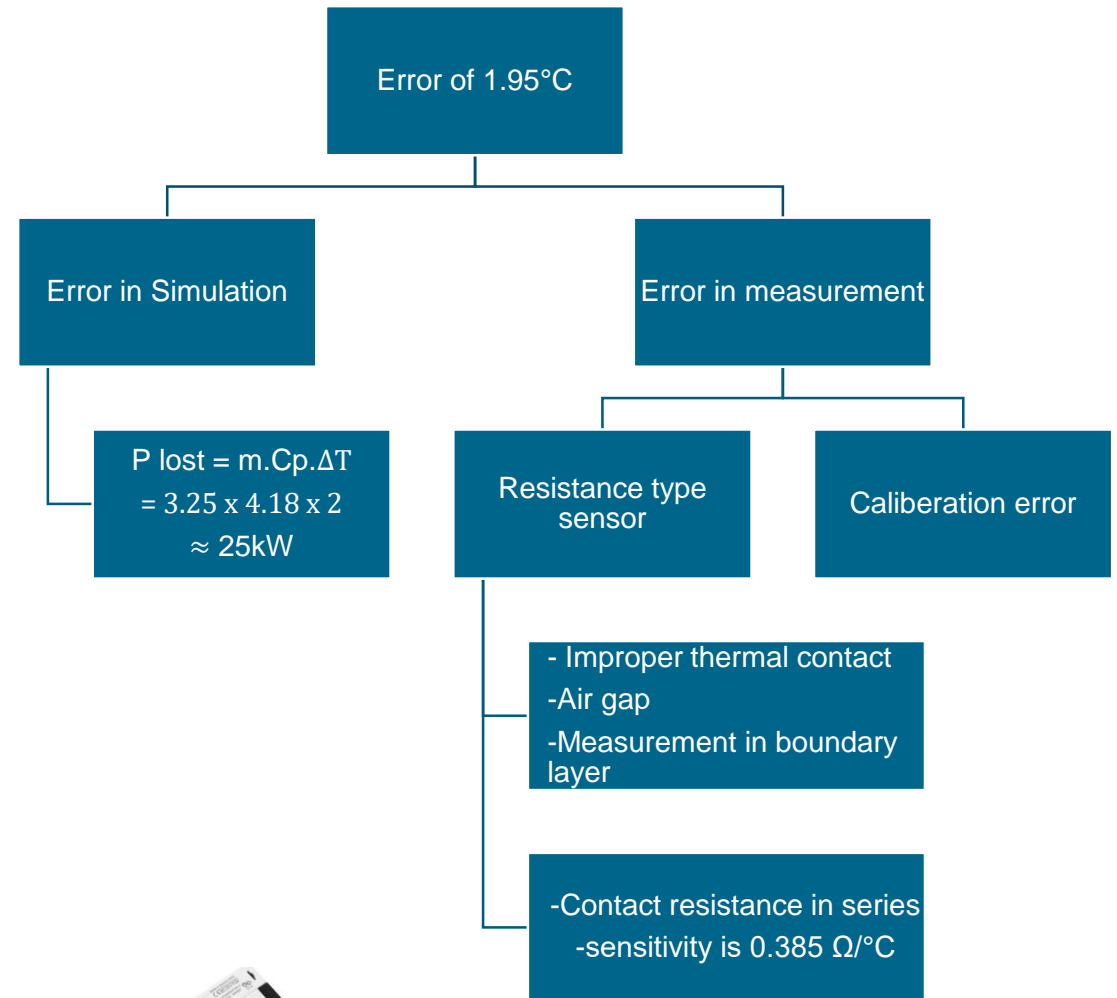 Error of 1.95°C
Error in Simulation
Error in measurement
P lost = m.Cp.ΔT
= 3.25 x 4.18 x 2
≈ 25kW
Resistance type
sensor
Caliberation error
- Improper thermal contact
-Air gap
-Measurement in boundary
layer
-Contact resistance in series
-sensitivity is 0.385 Ω/°C